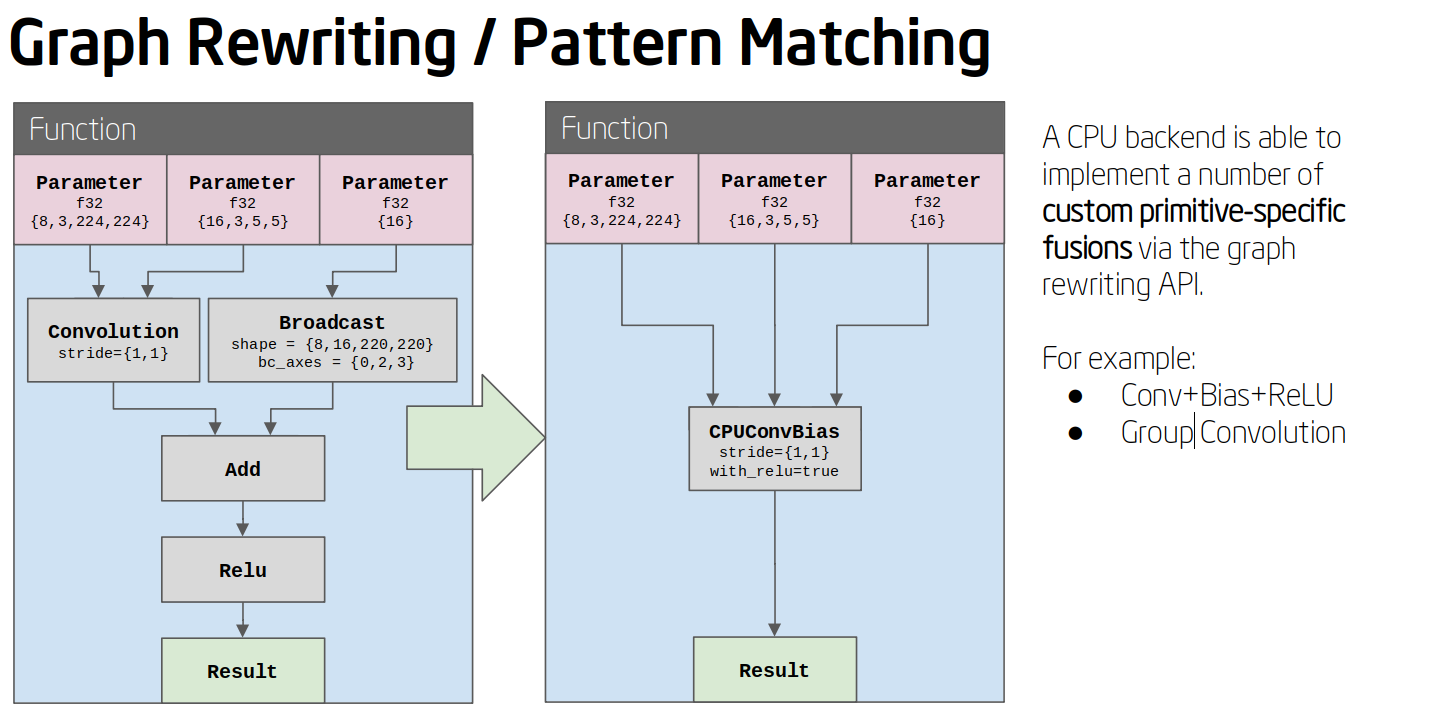 Graph Rewriting / Pattern Matching
Function
Parameter
f32
{8,3,224,224}
Parameter
f32
{16,3,5,5}
Parameter
f32
{16}
Convolution
stride={1,1}
Broadcast
shape = {8,16,220,220}
bc_axes = {0,2,3}
Add
Relu
Result
Function
Parameter
f32
{8,3,224,224}
Parameter
f32
{16,3,5,5}
Parameter
f32
{16}
CPUConvBias
stride={1,1}
with_relu=true
Result
A CPU backend is able to
implement a number of
custom primitive-specific
fusions via the graph
rewriting API.
For example:
● Conv+Bias+ReLU
● Group Convolution